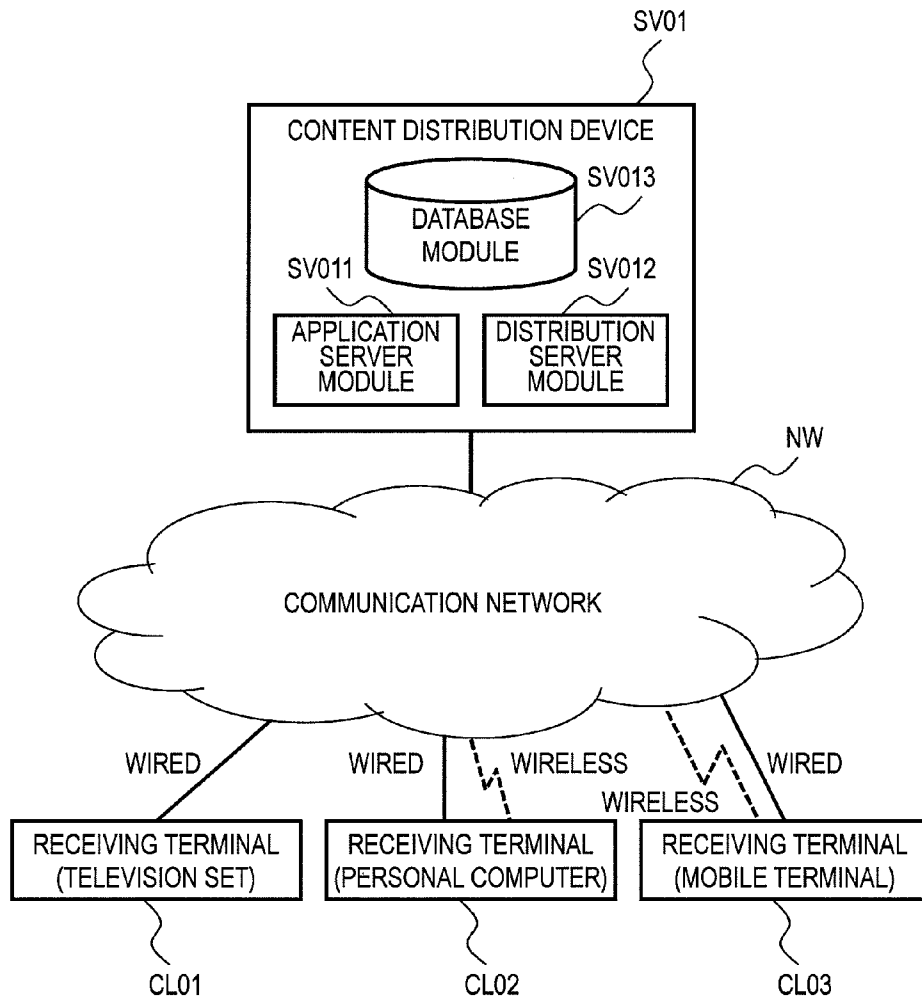 SV01
CONTENT DISTRIBUTION DEVICE
SV013
DATABASE
MODULE
SV011
SV012
APPLICATION
SERVER
MODULE
DISTRIBUTION
SERVER
MODULE
NW
COMMUNICATION NETWORK
WIRED
WIRED
WIRELESS
WIRELESS
WIRED
RECEIVING TERMINAL
(TELEVISION SET)
RECEIVING TERMINAL
(PERSONAL COMPUTER)
RECEIVING TERMINAL
(MOBILE TERMINAL)
CL01
CL02
CL03